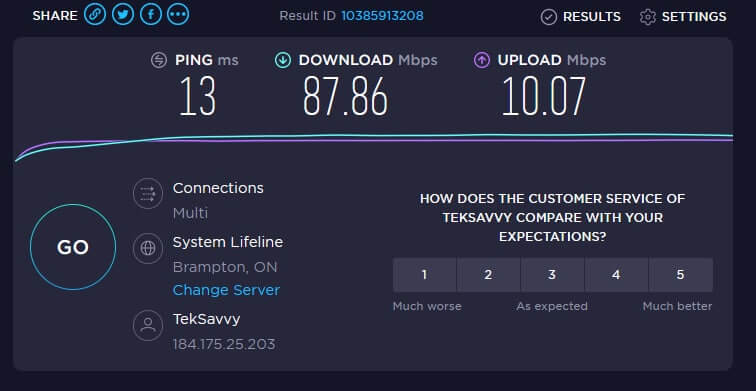 SHARE
Result ID 10385913208
RESULTS
SETTINGS
PING ms
DOWNLOAD Mbps
UPLOAD Mbps
13
87.86
10.07
Connections
Multi
GO
System Lifeline
Brampton, ON
Change Server
TekSavvy
184.175.25.203
HOW DOES THE CUSTOMER SERVICE OF
TEKSAVVY COMPARE WITH YOUR
EXPECTATIONS?
1 2 3 4 5
Much worse As expected Much better